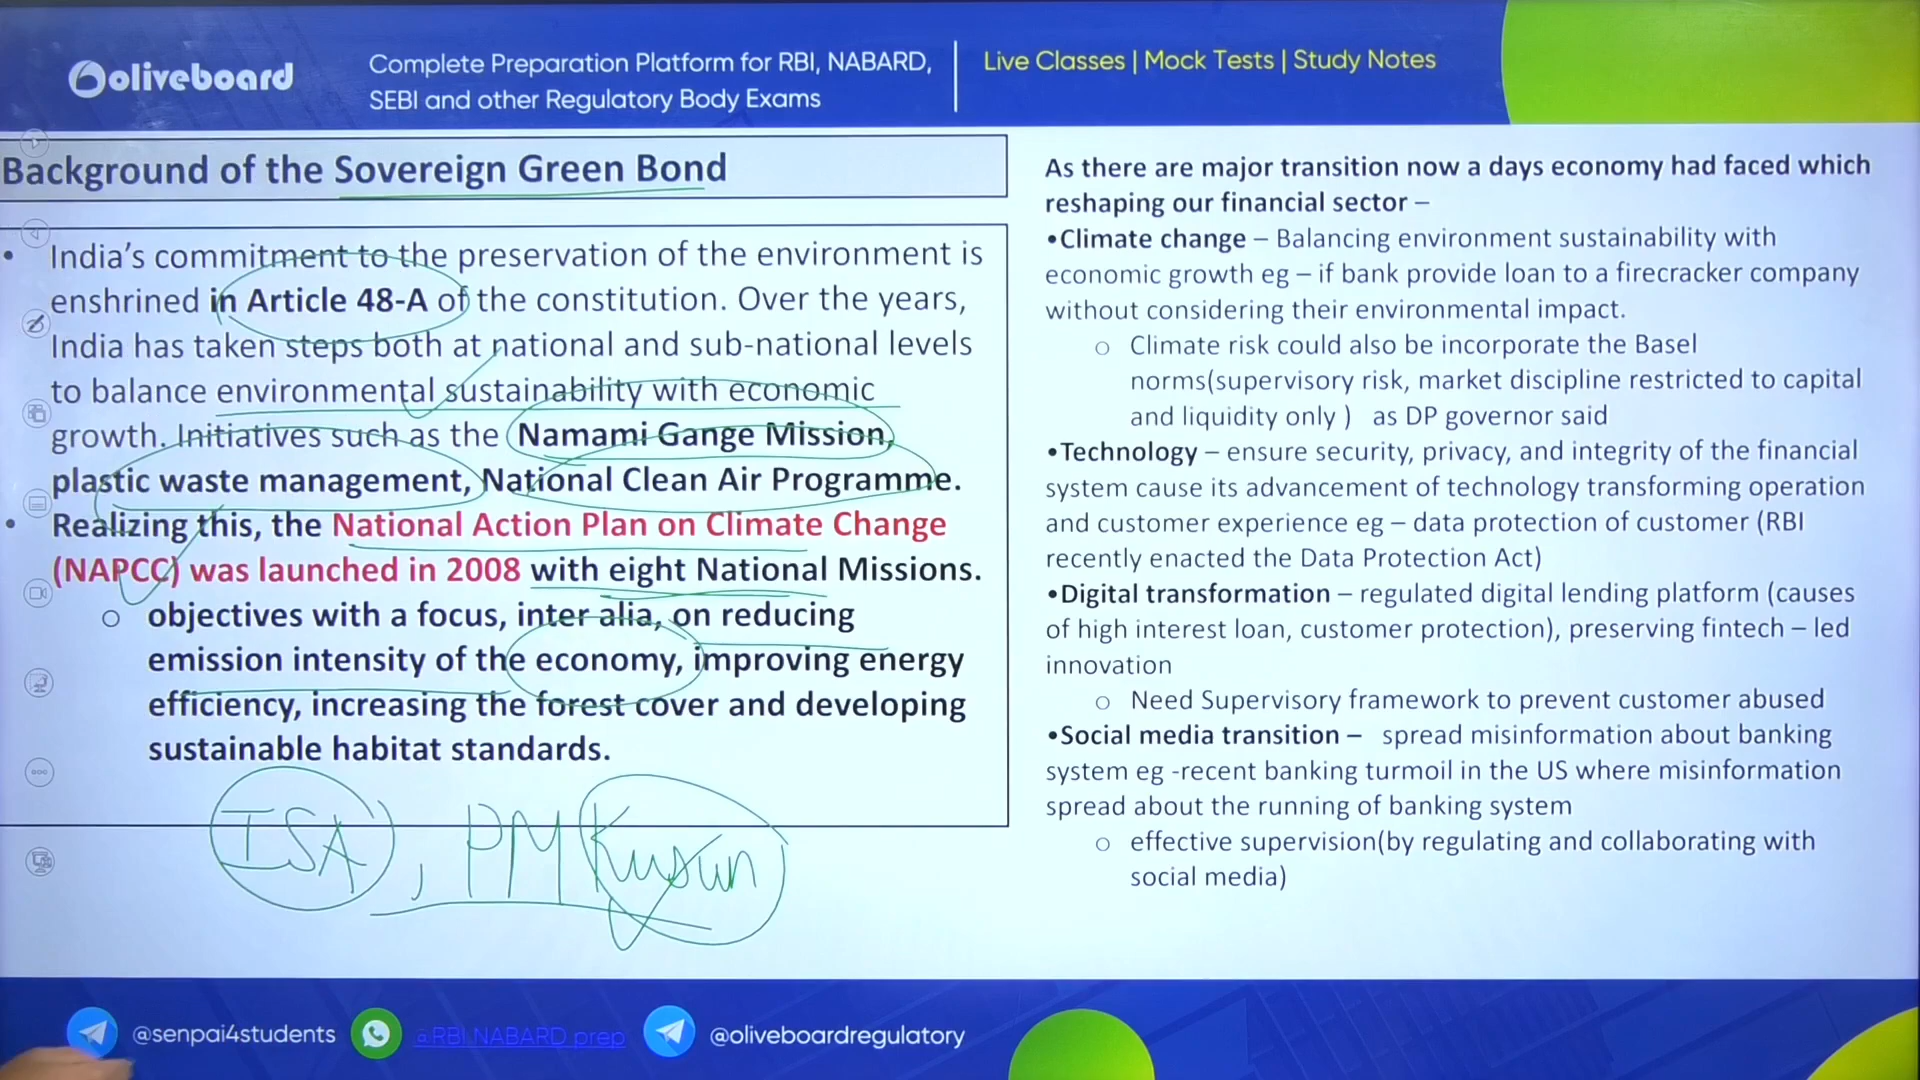 oliveboard
Complete Preparation Platform for RBI, NABARD,
SEBI and other Regulatory Body Exams
Live Classes | Mock Tests | Study Notes
Background of the Sovereign Green Bond
• India's commitment to the preservation of the environment is
enshrined in Article 48-A of the constitution. Over the years,
India has taken steps both at national and sub-national levels
to balance environmental sustainability with economic
growth. Initiatives such as the Namami Gange Mission,
plastic waste management, National Clean Air Programme.
• Realizing this, the National Action Plan on Climate Change
(NAPCC) was launched in 2008 with eight National Missions.
o objectives with a focus, inter alia, on reducing
emission intensity of the economy, improving energy
efficiency, increasing the forest cover and developing
sustainable habitat standards.
ISA, PM Kusum
As there are major transition now a days economy had faced which
reshaping our financial sector –
•Climate change – Balancing environment sustainability with
economic growth eg – if bank provide loan to a firecracker company
without considering their environmental impact.
o Climate risk could also be incorporate the Basel
norms(supervisory risk, market discipline restricted to capital
and liquidity only ) as DP governor said
•Technology – ensure security, privacy, and integrity of the financial
system cause its advancement of technology transforming operation
and customer experience eg – data protection of customer (RBI
recently enacted the Data Protection Act)
•Digital transformation – regulated digital lending platform (causes
of high interest loan, customer protection), preserving fintech – led
innovation
o Need Supervisory framework to prevent customer abused
•Social media transition – spread misinformation about banking
system eg -recent banking turmoil in the US where misinformation
spread about the running of banking system
o effective supervision(by regulating and collaborating with
social media)
@senpai4students
@RBI NABARD prep
@oliveboardregulatory